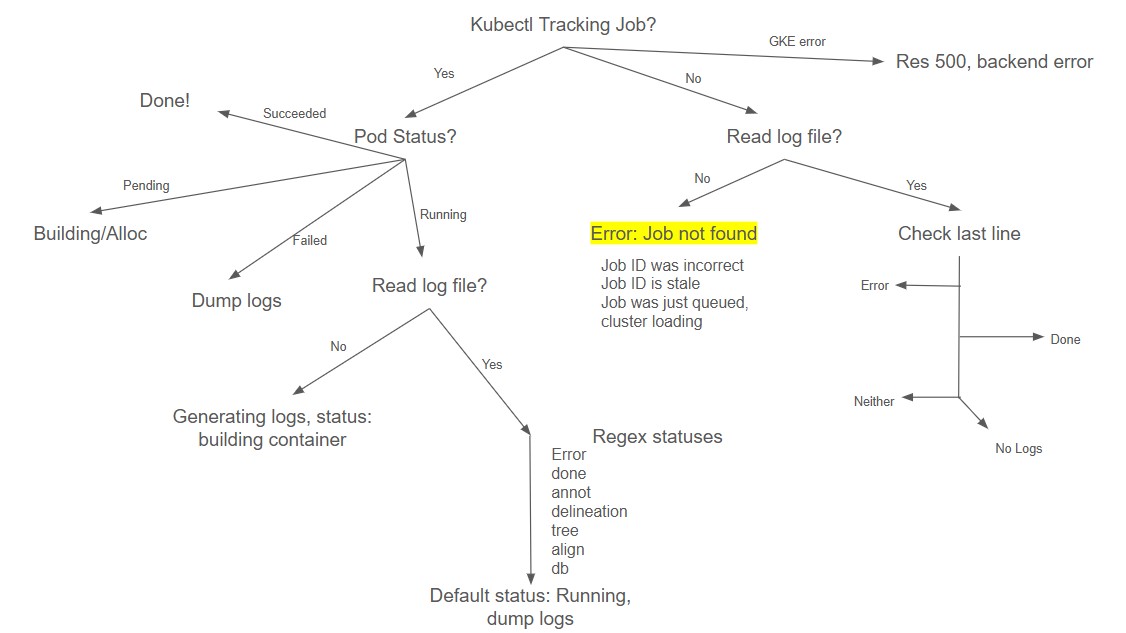 Kubectl Tracking Job?
GKE error
Res 500, backend error
Yes
No
Done!
Succeeded
Pod Status?
Read log file?
Pending
No
Yes
Running
Building/Alloc
Failed
Error: Job not found
Check last line
Job ID was incorrect
Job ID is stale
Job was just queued,
cluster loading
Dump logs
Read log file?
Error
Done
No
Yes
Neither
No Logs
Generating logs, status:
building container
Regex statuses
Error
done
annot
delineation
tree
align
db
Default status: Running,
dump logs